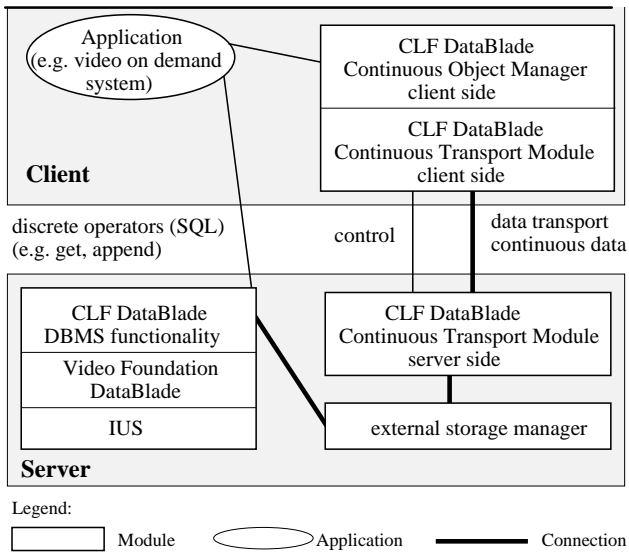 Application
(e.g. video on demand
system)
CLF DataBlade
Continuous Object Manager
client side
CLF DataBlade
Continuous Transport Module
client side
Client
discrete operators (SQL)
(e.g. get, append)
control
data transport
continuous data
CLF DataBlade
DBMS functionality
Video Foundation
DataBlade
IUS
CLF DataBlade
Continuous Transport Module
server side
external storage manager
Server
Legend:
Module
Application
Connection